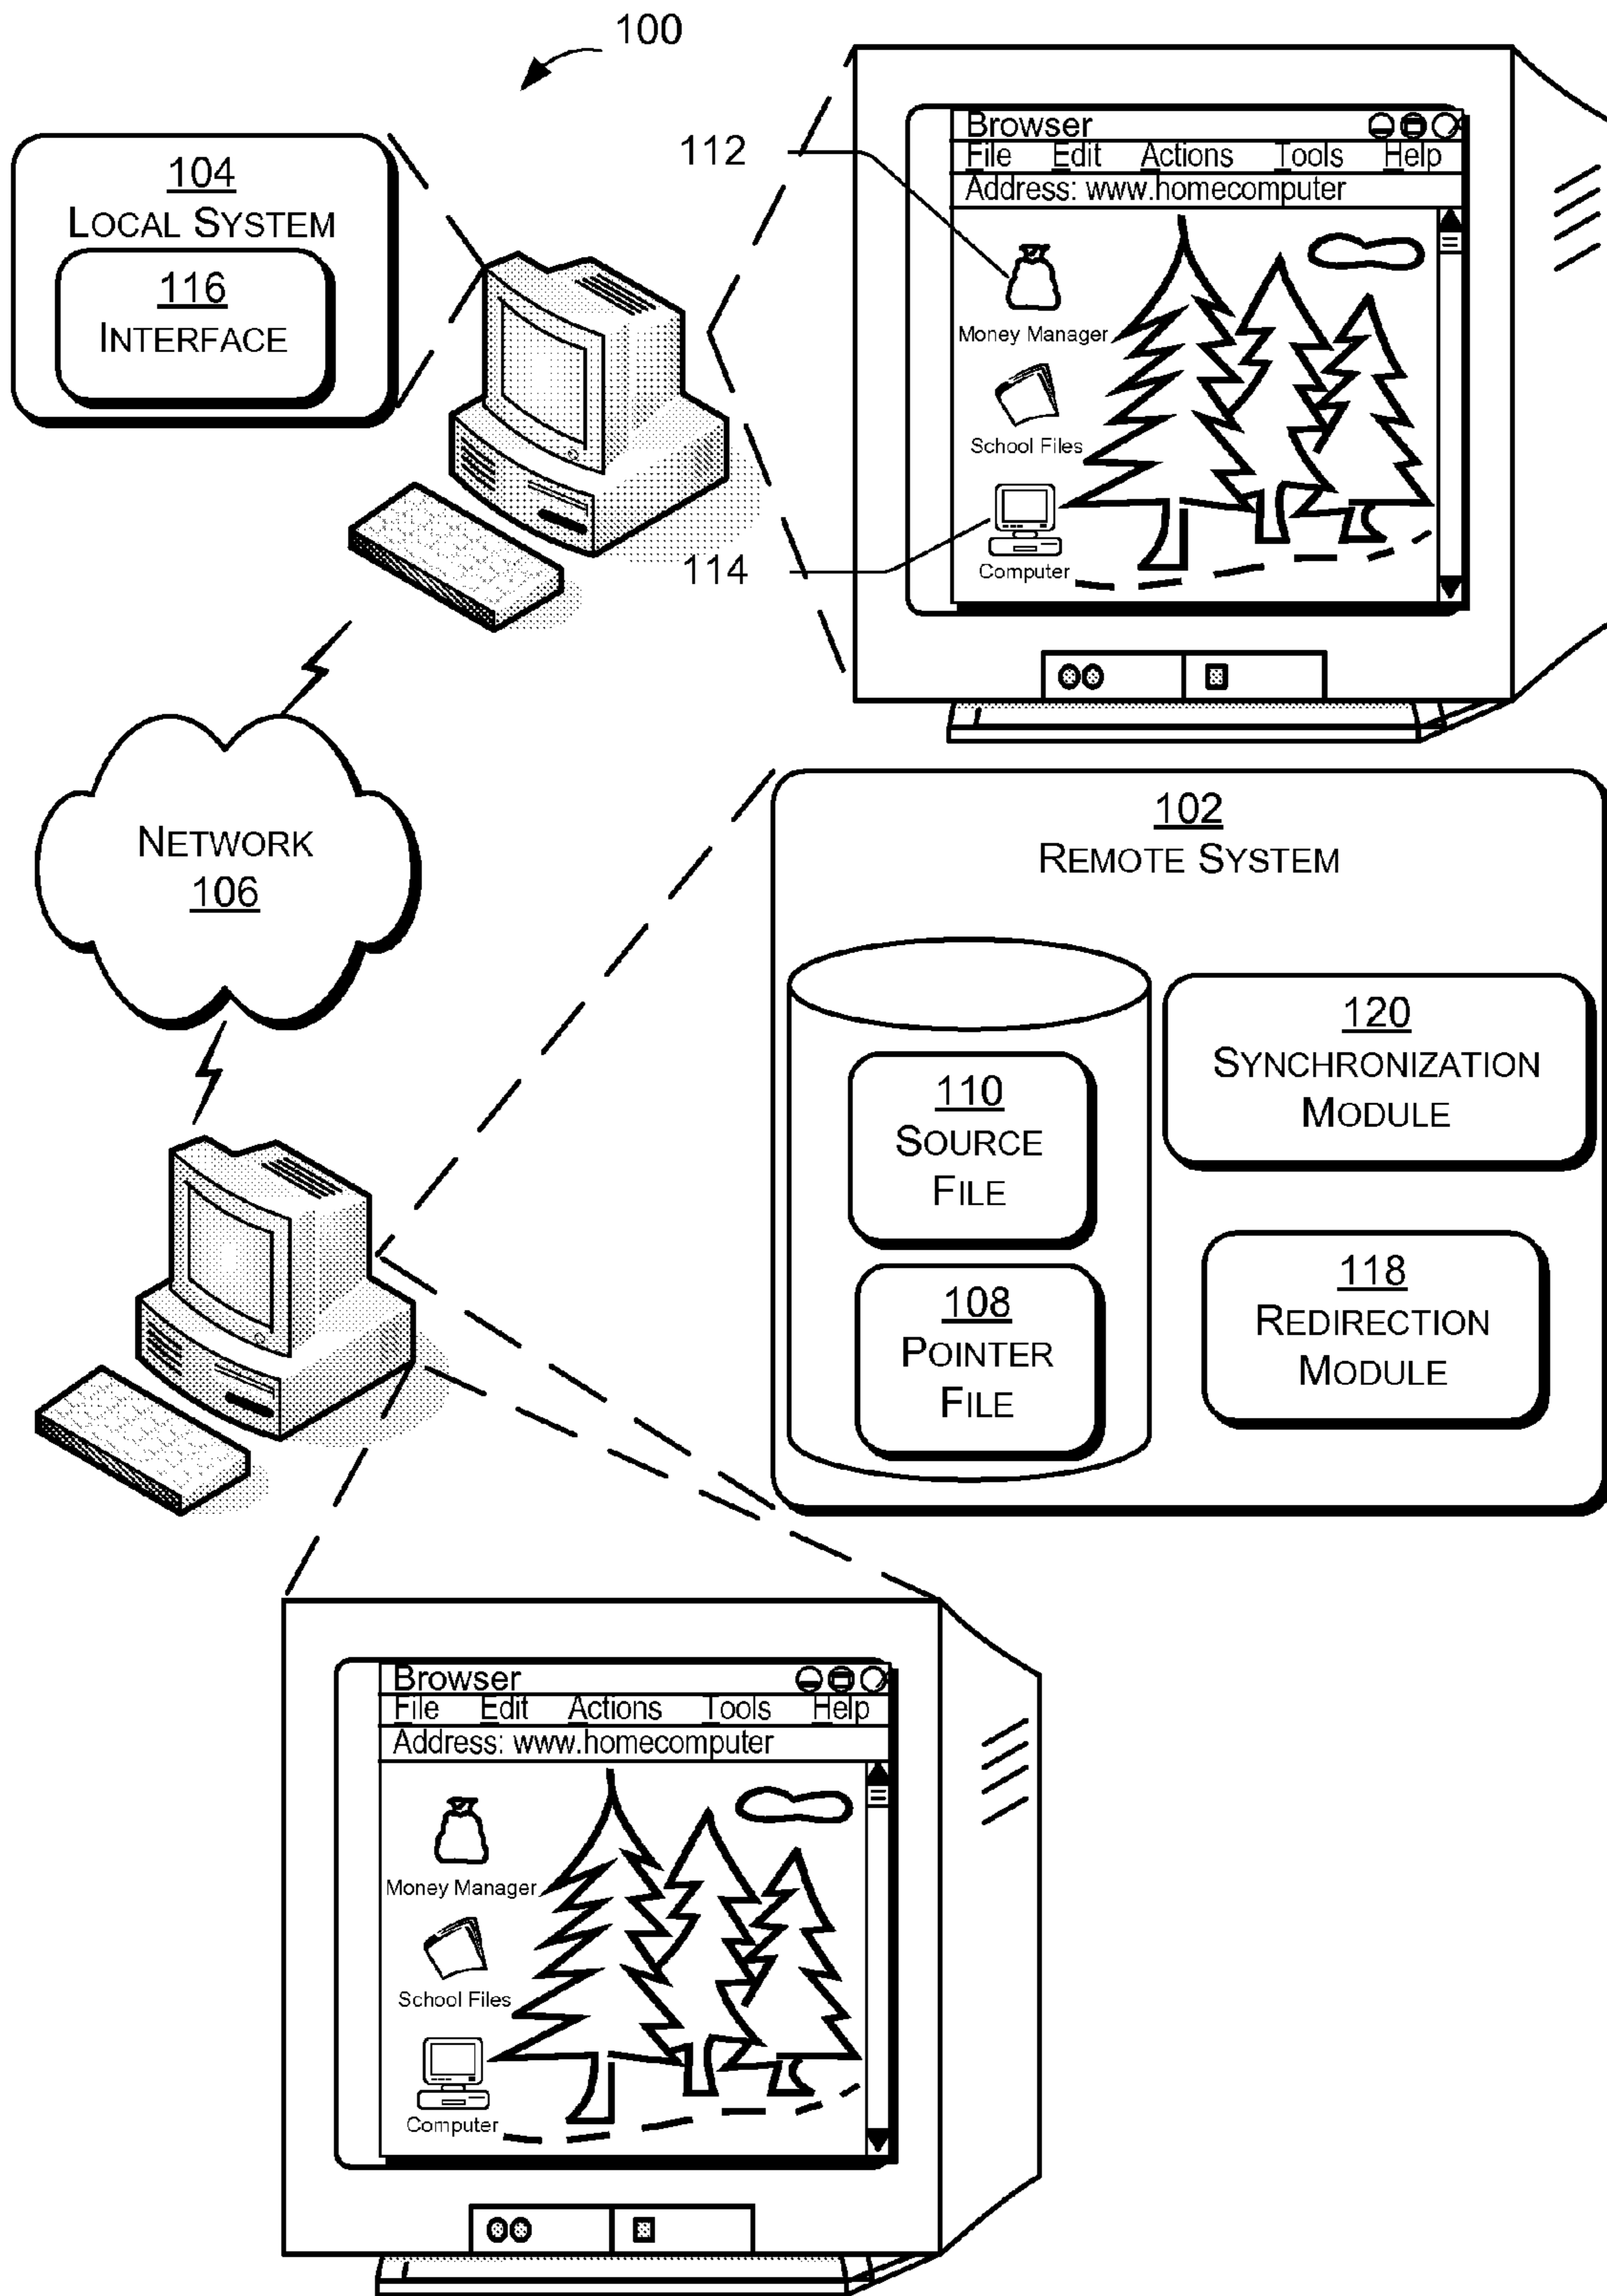 100
104
LOCAL SYSTEM
116
INTERFACE
112
Browser
File Edit Actions Tools Help
Address: www.homecomputer
Money Manager
School Files
114
Computer
NETWORK
106
102
REMOTE SYSTEM
110
SOURCE
FILE
108
POINTER
FILE
120
SYNCHRONIZATION
MODULE
118
REDIRECTION
MODULE
Browser
File Edit Actions Tools Help
Address: www.homecomputer
Money Manager
School Files
Computer